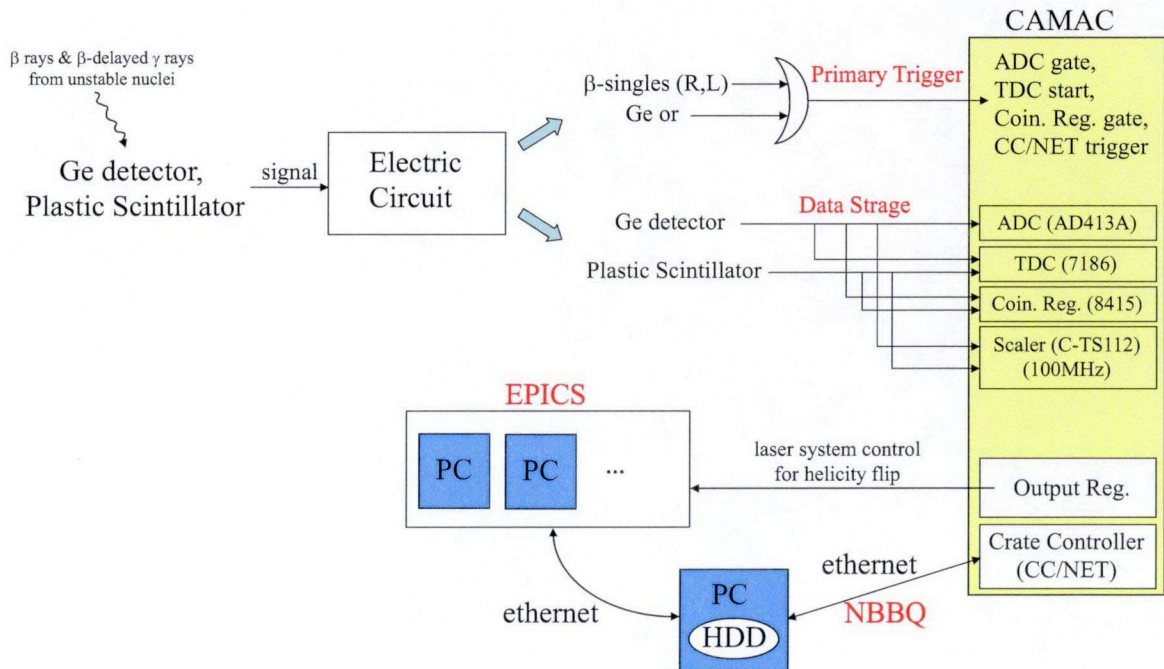 CAMAC
β rays & β-delayed γ rays
from unstable nuclei
Ge detector,
Plastic Scintillator
signal
Electric
Circuit
β-singles (R,L)
Ge or
Primary Trigger
ADC gate,
TDC start,
Coin. Reg. gate,
CC/NET trigger
Data Strage
Ge detector
Plastic Scintillator
ADC (AD413A)
TDC (7186)
Coin. Reg. (8415)
Scaler (C-TS112)
(100MHz)
EPICS
PC
PC
...
laser system control
for helicity flip
Output Reg.
Crate Controller
(CC/NET)
ethernet
ethernet
NBBQ
PC
HDD